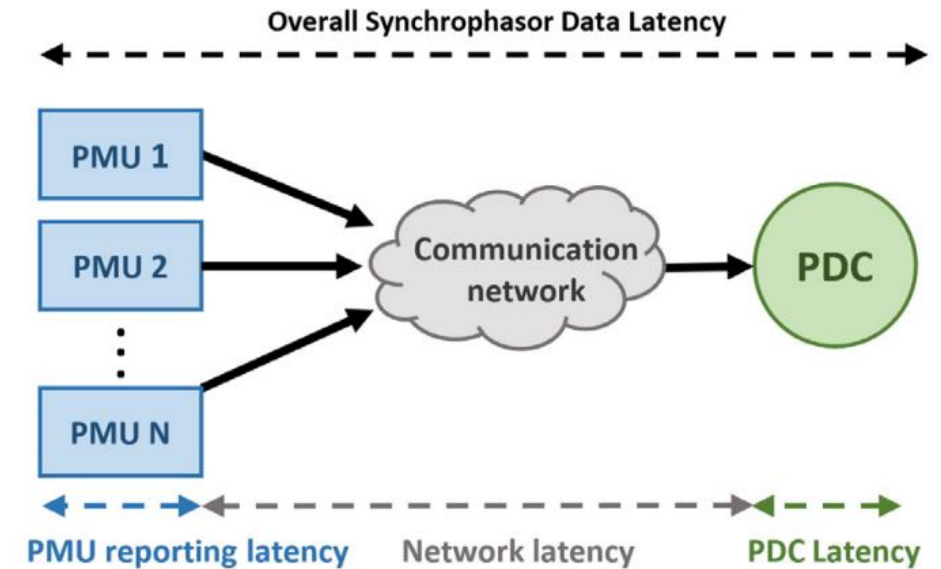 Overall Synchrophasor Data Latency
PMU 1
PMU 2
PMU N
Communication
network
PDC
PMU reporting latency
Network latency
PDC Latency